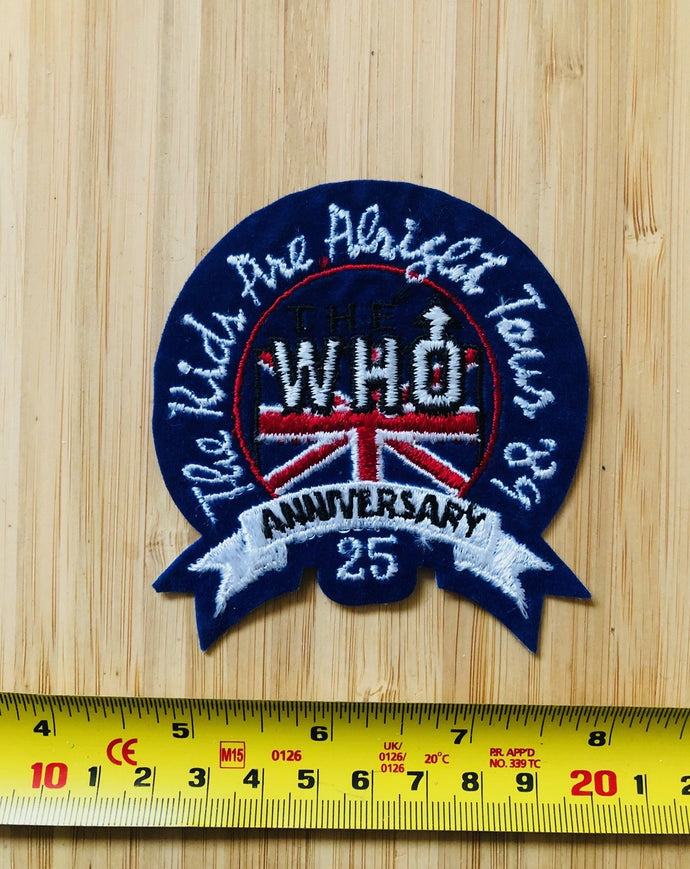 The Kids Are Alright Tour '89
THE
WHO
ANNIVERSARY
25
4 5 6 7 8
CE M15 0126 UK/ 0126/ 0126 20°C P.R. APP'D NO. 339 TC
10 1 2 3 4 5 6 7 8 9 20 1 2